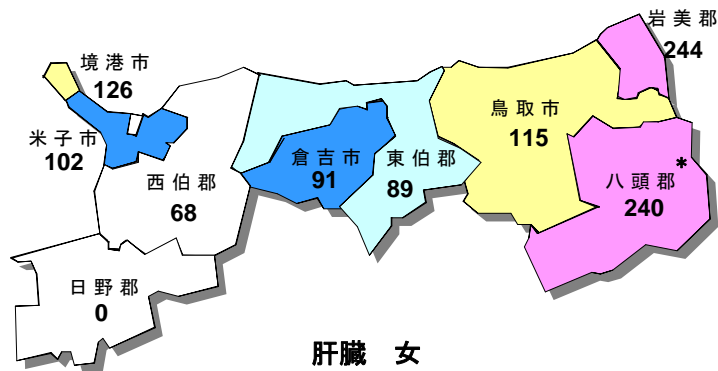 岩美郡
244
境港市
126
鳥取市
115
米子市
102
倉吉市
91
東伯郡
89
*
八頭郡
240
西伯郡
68
日野郡
0
肝臓 女